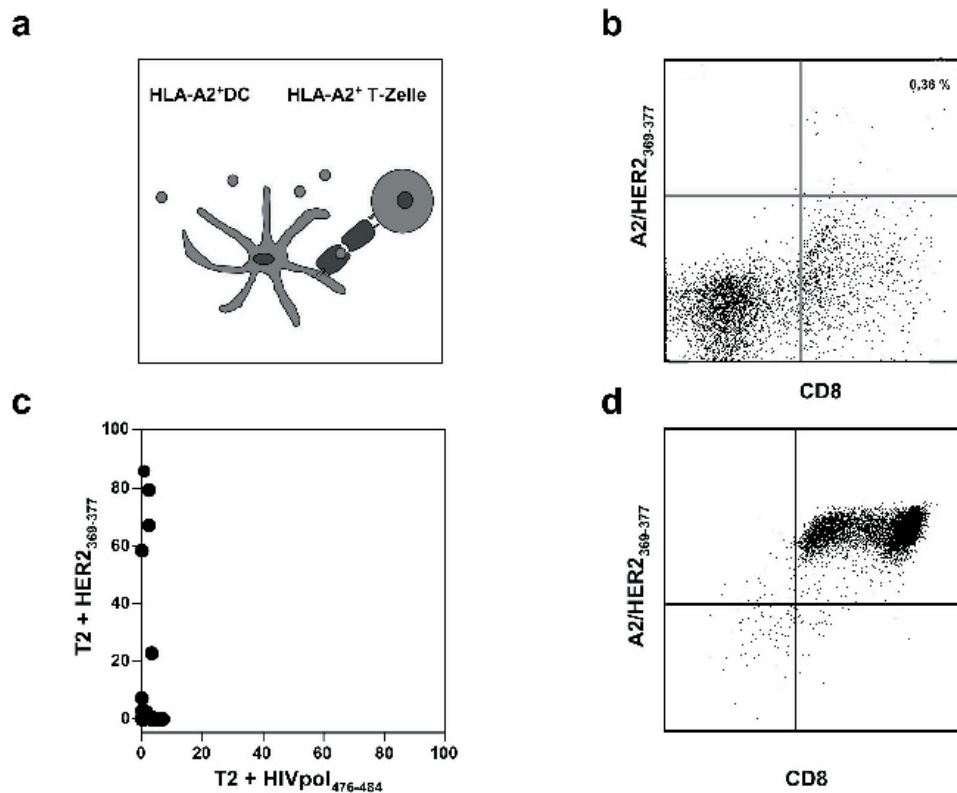 a
HLA-A2⁺DC HLA-A2⁺ T-Zelle
b
0,36 %
A2/HER2₃₆₉₋₃₇₇
CD8
c
100
80
60
40
20
0
T2 + HER2₃₆₉₋₃₇₇
0 20 40 60 80 100
T2 + HIVpol₄₇₆₋₄₈₄
d
A2/HER2₃₆₉₋₃₇₇
CD8